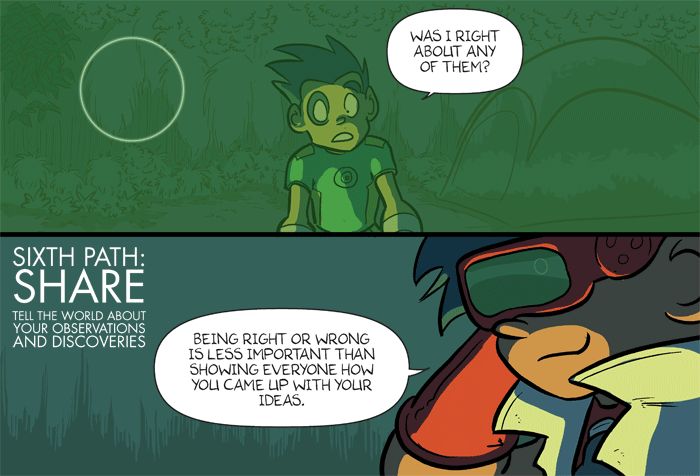 WAS I RIGHT
ABOUT ANY
OF THEM?
SIXTH PATH:
SHARE
TELL THE WORLD ABOUT
YOUR OBSERVATIONS
AND DISCOVERIES
BEING RIGHT OR WRONG
IS LESS IMPORTANT THAN
SHOWING EVERYONE HOW
YOU CAME UP WITH YOUR
IDEAS.